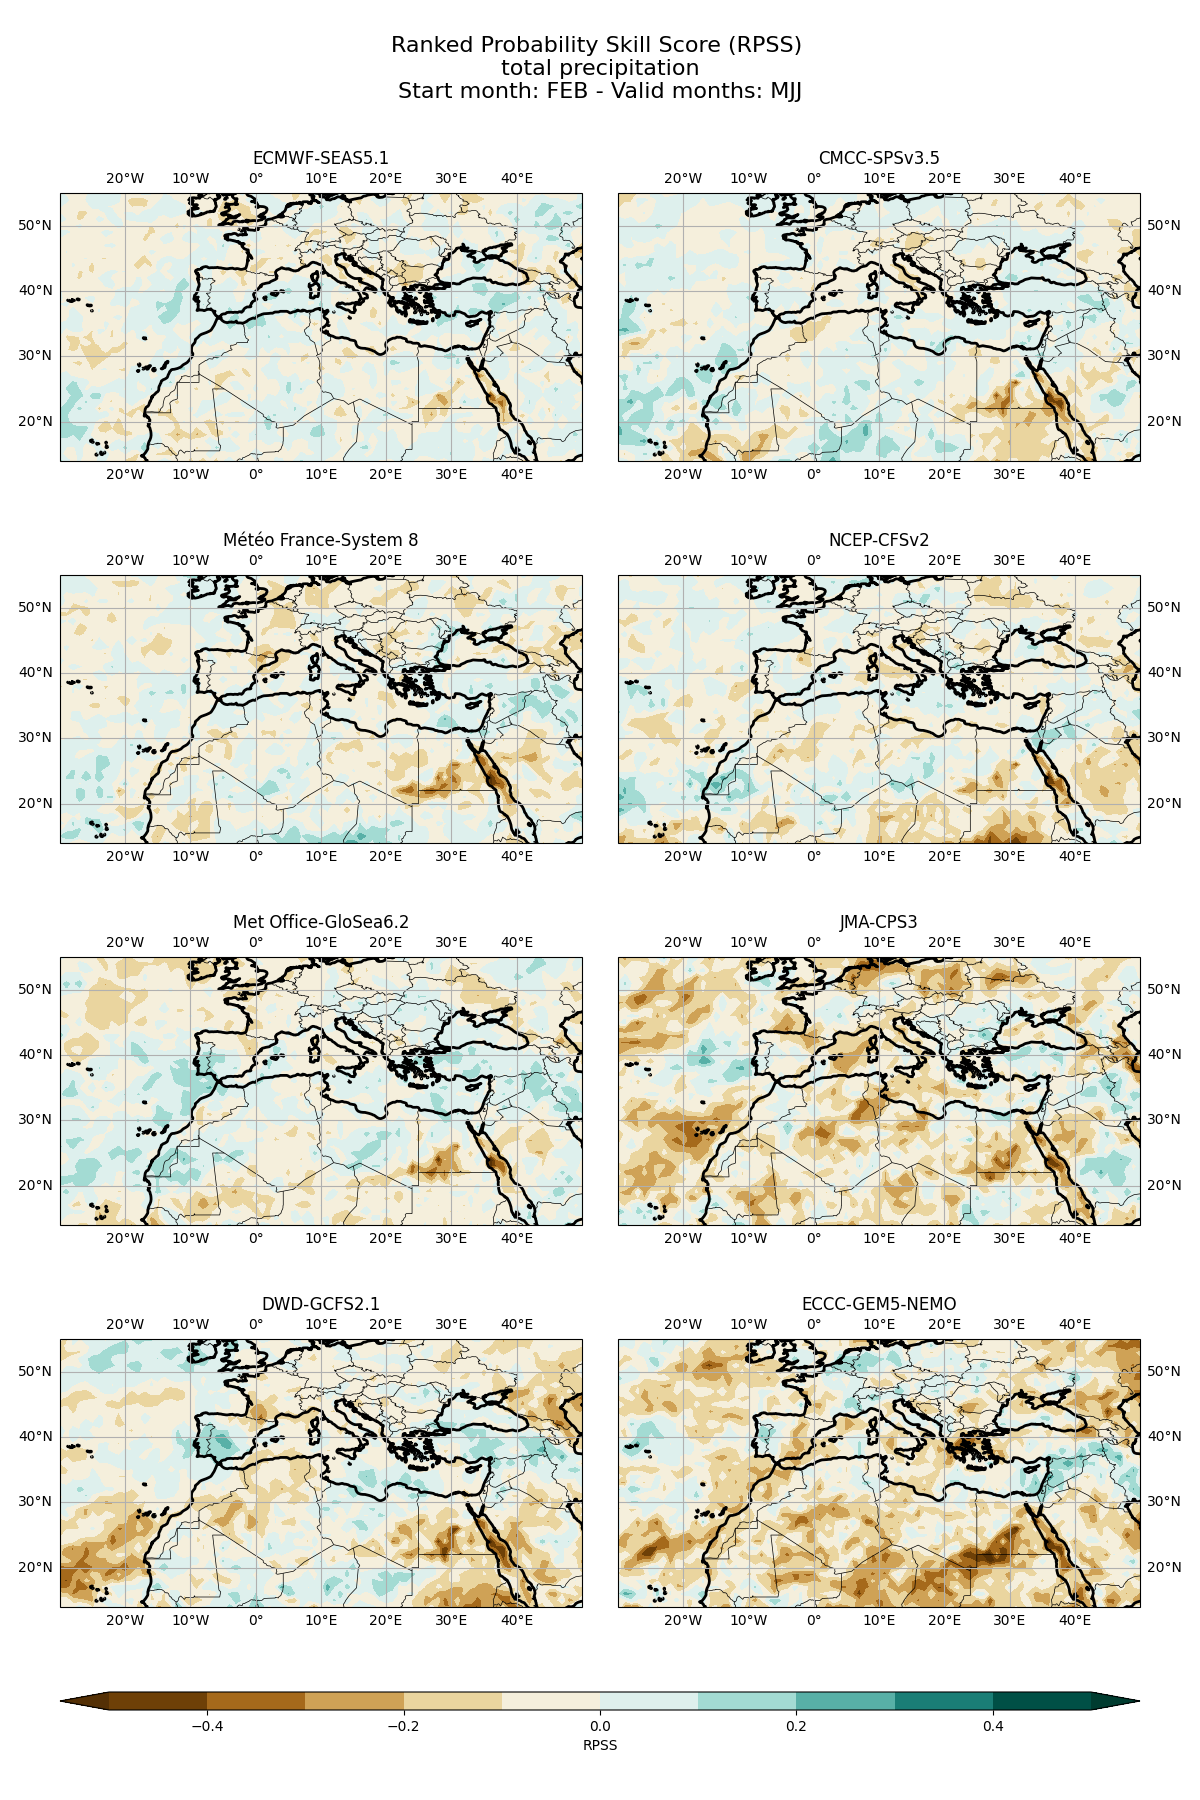 Ranked Probability Skill Score (RPSS)
total precipitation
Start month: FEB - Valid months: MJJ
ECMWF-SEAS5.1
CMCC-SPSv3.5
20°W 10°W 0° 10°E 20°E 30°E 40°E
20°W 10°W 0° 10°E 20°E 30°E 40°E
50°N
50°N
40°N
40°N
30°N
30°N
20°N
20°N
20°W 10°W 0° 10°E 20°E 30°E 40°E
20°W 10°W 0° 10°E 20°E 30°E 40°E
Météo France-System 8
NCEP-CFSv2
20°W 10°W 0° 10°E 20°E 30°E 40°E
20°W 10°W 0° 10°E 20°E 30°E 40°E
50°N
50°N
40°N
40°N
30°N
30°N
20°N
20°N
20°W 10°W 0° 10°E 20°E 30°E 40°E
20°W 10°W 0° 10°E 20°E 30°E 40°E
Met Office-GloSea6.2
JMA-CPS3
20°W 10°W 0° 10°E 20°E 30°E 40°E
20°W 10°W 0° 10°E 20°E 30°E 40°E
50°N
50°N
40°N
40°N
30°N
30°N
20°N
20°N
20°W 10°W 0° 10°E 20°E 30°E 40°E
20°W 10°W 0° 10°E 20°E 30°E 40°E
DWD-GCFS2.1
ECCC-GEM5-NEMO
20°W 10°W 0° 10°E 20°E 30°E 40°E
20°W 10°W 0° 10°E 20°E 30°E 40°E
50°N
50°N
40°N
40°N
30°N
30°N
20°N
20°N
20°W 10°W 0° 10°E 20°E 30°E 40°E
20°W 10°W 0° 10°E 20°E 30°E 40°E
−0.4 −0.2 0.0 0.2 0.4
RPSS